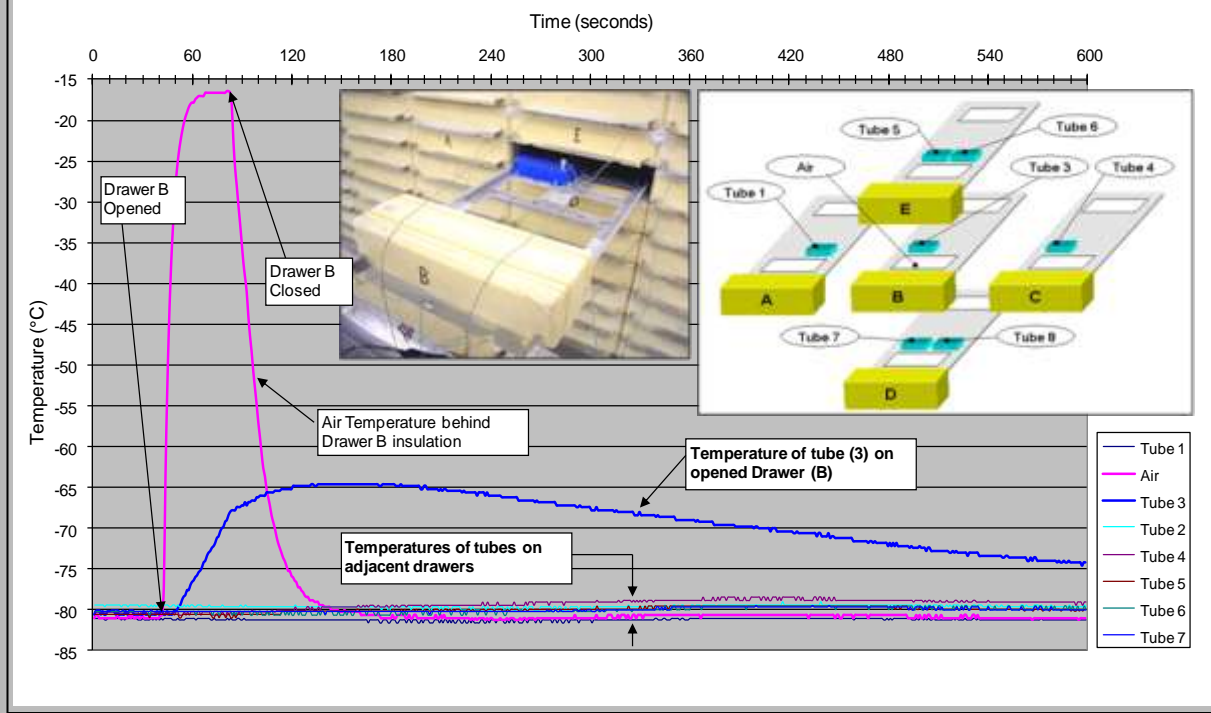 Time (seconds)
0 60 120 180 240 300 360 420 480 540 600
Temperature (°C)
-15
-20
-25
-30
-35
-40
-45
-50
-55
-60
-65
-70
-75
-80
-85
Drawer B
Opened
Drawer B
Closed
Air Temperature behind
Drawer B insulation
Temperature of tube (3) on
opened Drawer (B)
Temperatures of tubes on
adjacent drawers
A
E
B
Tube 5
Tube 6
Air
Tube 3
Tube 4
Tube 1
E
A
B
C
Tube 7
Tube 8
D
Tube 1
Air
Tube 3
Tube 2
Tube 4
Tube 5
Tube 6
Tube 7